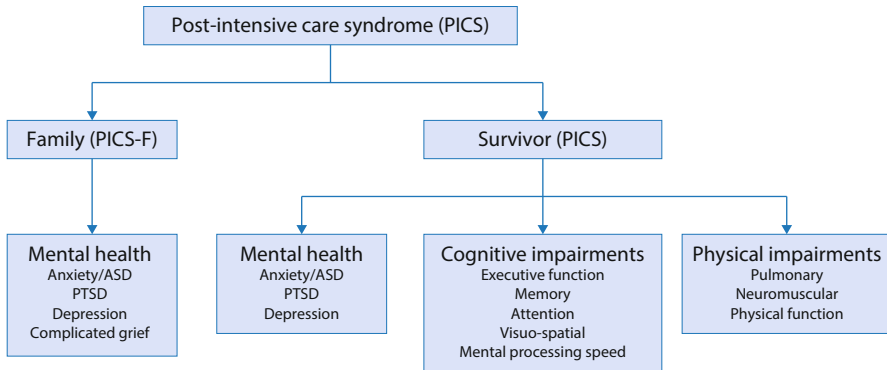 Post-intensive care syndrome (PICS)
Family (PICS-F)
Survivor (PICS)
Mental health
Anxiety/ASD
PTSD
Depression
Complicated grief
Mental health
Anxiety/ASD
PTSD
Depression
Cognitive impairments
Executive function
Memory
Attention
Visuo-spatial
Mental processing speed
Physical impairments
Pulmonary
Neuromuscular
Physical function